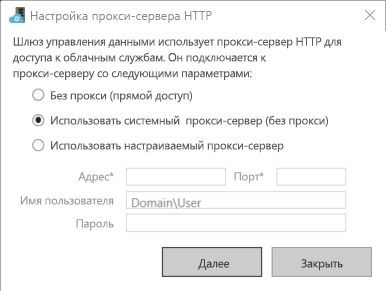 Настройка прокси-сервера HTTP
Шлюз управления данными использует прокси-сервер HTTP для
доступа к облачным службам. Он подключается к
прокси-серверу со следующими параметрами:
Без прокси (прямой доступ)
Использовать системный прокси-сервер (без прокси)
Использовать настраиваемый прокси-сервер
Адрес* Порт*
Имя пользователя Domain\User
Пароль
Далее Закрыть